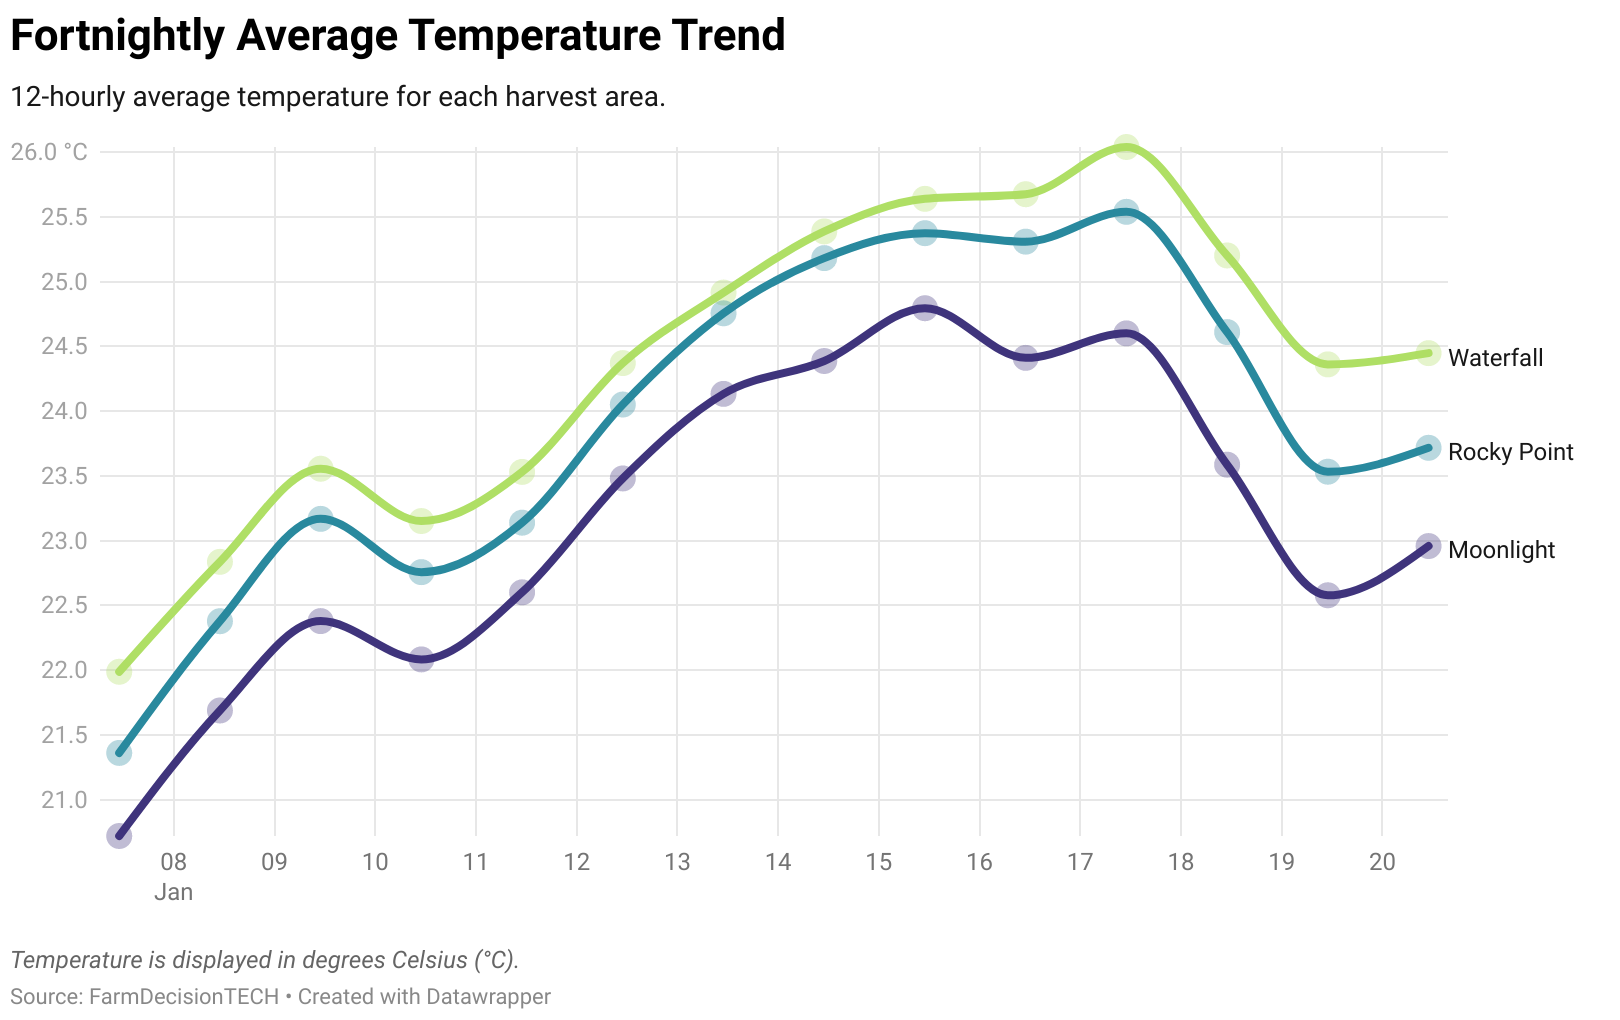 Fortnightly Average Temperature Trend
12-hourly average temperature for each harvest area.
26.0 °C
25.5
25.0
24.5
24.0
23.5
23.0
22.5
22.0
21.5
21.0
Waterfall
Rocky Point
Moonlight
08 09 10 11 12 13 14 15 16 17 18 19 20
Jan
Temperature is displayed in degrees Celsius (°C).
Source: FarmDecisionTECH • Created with Datawrapper